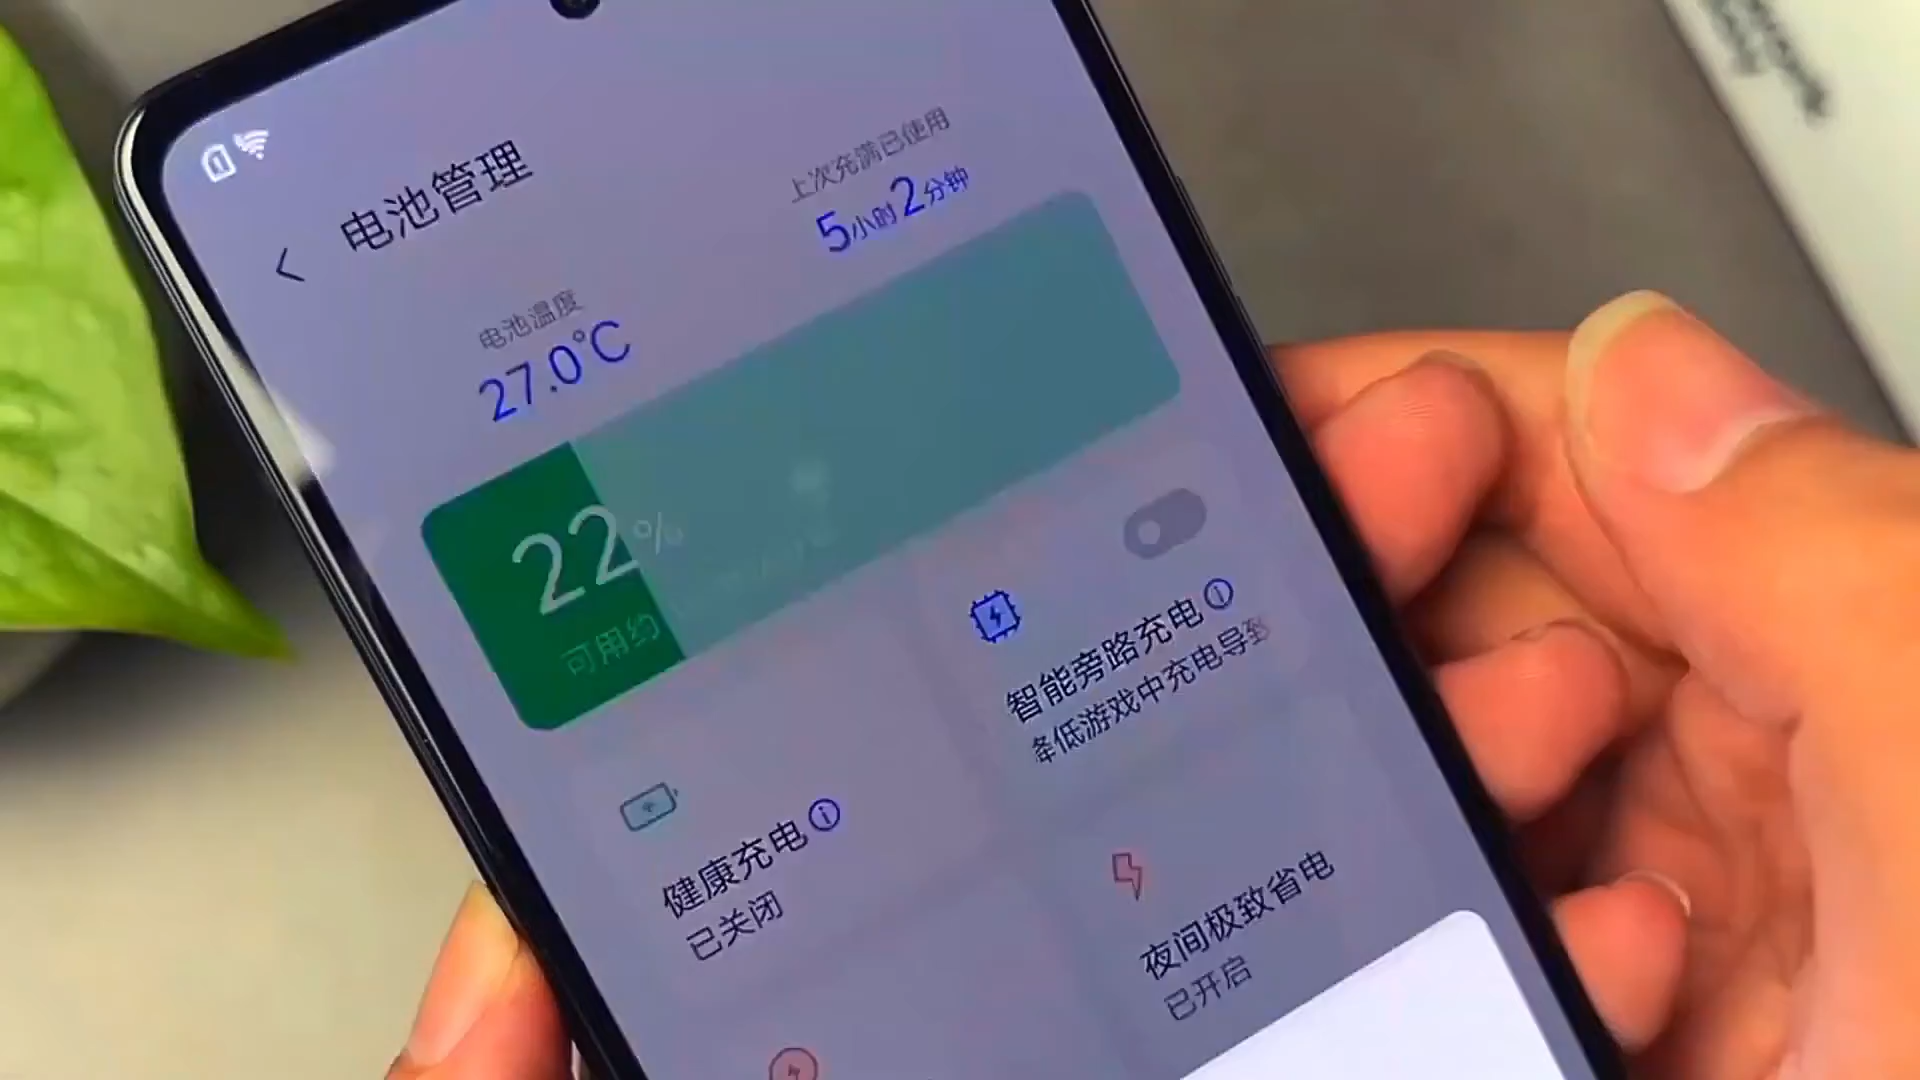 电池管理
上次充满已使用
5小时2分钟
电池温度
27.0°C
22%
可用约
智能旁路充电
降低游戏中充电导致
健康充电
已关闭
夜间极致省电
已开启